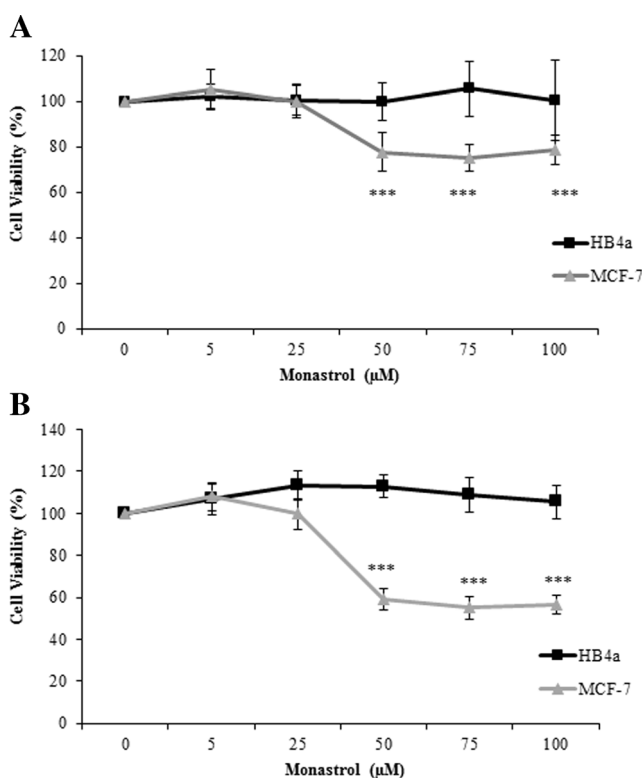 A
120
100
80
60
40
20
0
Cell Viability (%)
*** *** ***
HB4a
MCF-7
0 5 25 50 75 100
Monastrol (µM)
B
140
120
100
80
60
40
20
0
Cell Viability (%)
*** *** ***
HB4a
MCF-7
0 5 25 50 75 100
Monastrol (µM)